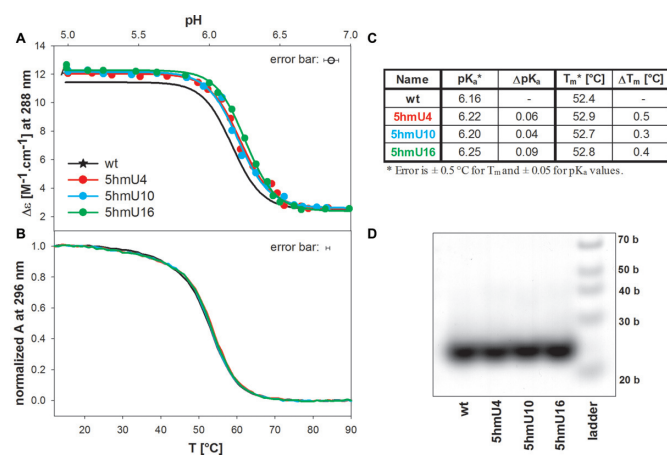 pH
5.0 5.5 6.0 6.5 7.0
A
error bar:
14
12
10
8
6
4
2
Δε [M-1.cm-1] at 288 nm
wt
5hmU4
5hmU10
5hmU16
B
error bar:
1.0
0.8
0.6
0.4
0.2
0.0
normalized A at 296 nm
20 30 40 50 60 70 80 90
T [°C]
C
Name pKa* ΔpKa Tm* [°C] ΔTm [°C]
wt 6.16 - 52.4 -
5hmU4 6.22 0.06 52.9 0.5
5hmU10 6.20 0.04 52.7 0.3
5hmU16 6.25 0.09 52.8 0.4
* Error is ± 0.5 °C for Tm and ± 0.05 for pKa values.
D
70 b
50 b
40 b
30 b
20 b
wt
5hmU4
5hmU10
5hmU16
ladder